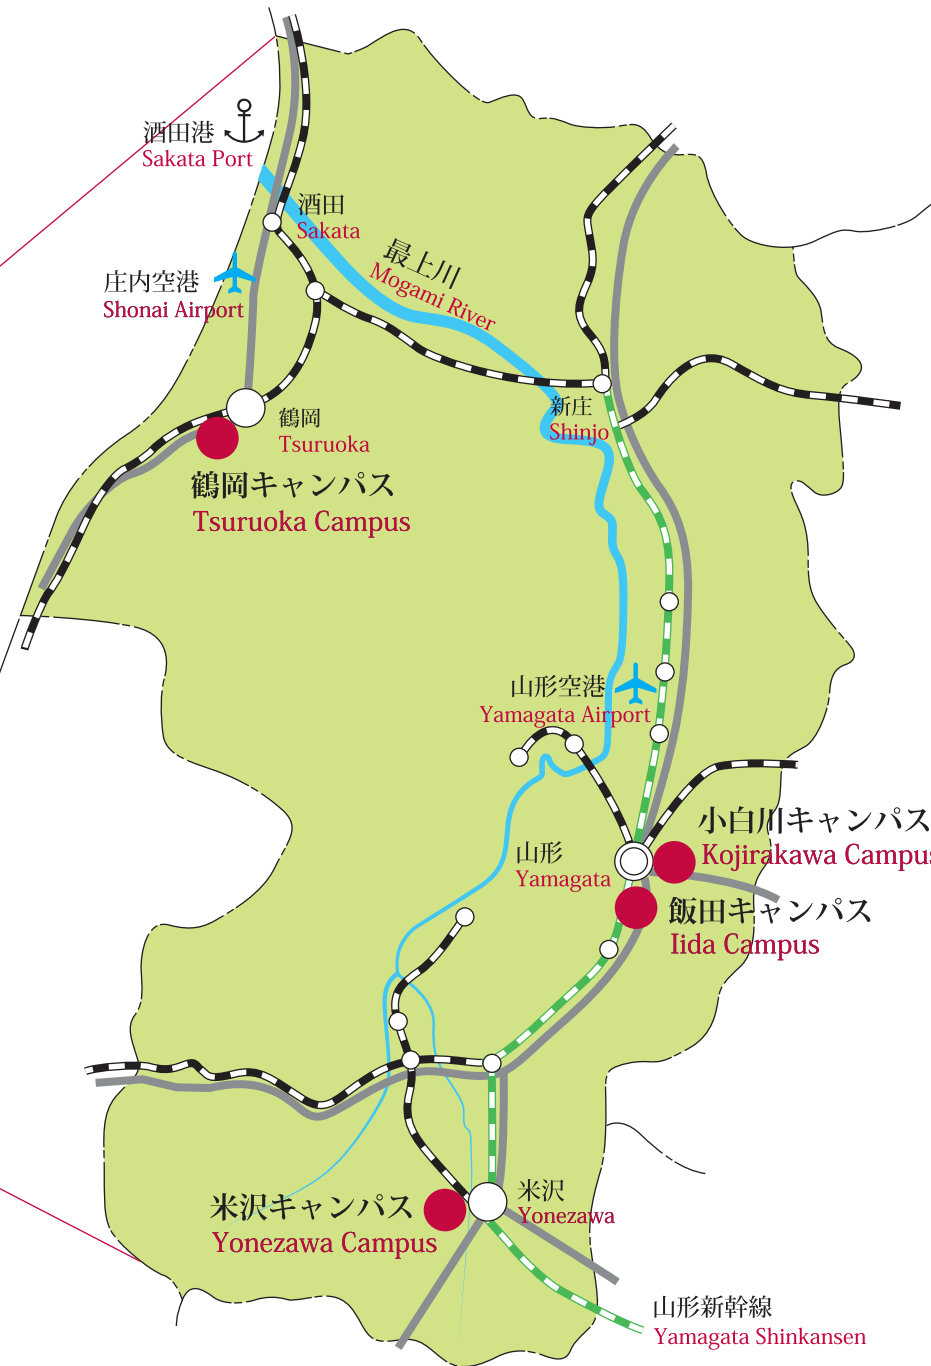 酒田港
Sakata Port
酒田
Sakata
最上川
Mogami River
庄内空港
Shonai Airport
新庄
Shinjo
鶴岡
Tsuruoka
鶴岡キャンパス
Tsuruoka Campus
山形空港
Yamagata Airport
小白川キャンパス
Kojirakawa Campus
山形
Yamagata
飯田キャンパス
Iida Campus
米沢
Yonezawa
米沢キャンパス
Yonezawa Campus
山形新幹線
Yamagata Shinkansen